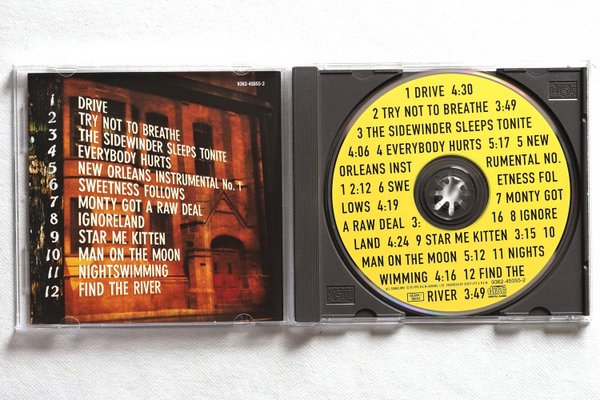 9362-45055-2
1 DRIVE
2 TRY NOT TO BREATHE
3 THE SIDEWINDER SLEEPS TONITE
4 EVERYBODY HURTS
5 NEW ORLEANS INSTRUMENTAL No. 1
6 SWEETNESS FOLLOWS
7 MONTY GOT A RAW DEAL
8 IGNORELAND
9 STAR ME KITTEN
10 MAN ON THE MOON
11 NIGHTSWIMMING
12 FIND THE RIVER
1 DRIVE 4:30
2 TRY NOT TO BREATHE 3:49
3 THE SIDEWINDER SLEEPS TONITE
4:06 4 EVERYBODY HURTS 5:17 5 NEW
ORLEANS INST RUMENTAL NO.
1 2:12 6 SWE ETNESS FOL
LOWS 4:19 7 MONTY GOT
A RAW DEAL 3: 16 8 IGNORE
LAND 4:24 9 STAR ME KITTEN 3:15 10
MAN ON THE MOON 5:12 11 NIGHTS
WIMMING 4:16 12 FIND THE
9362-45055-2
RIVER 3:49